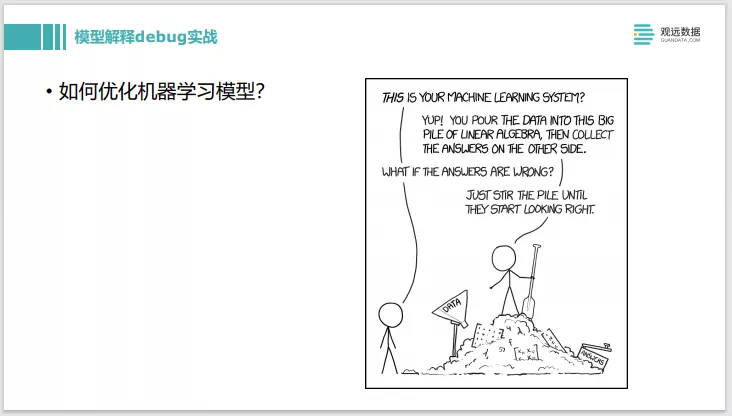 模型解释debug实战
观远数据
GUANDATA.COM
• 如何优化机器学习模型?
THIS IS YOUR MACHINE LEARNING SYSTEM?
YUP! YOU POUR THE DATA INTO THIS BIG
PILE OF LINEAR ALGEBRA, THEN COLLECT
THE ANSWERS ON THE OTHER SIDE.
WHAT IF THE ANSWERS ARE WRONG?
JUST STIR THE PILE UNTIL
THEY START LOOKING RIGHT.
DATA
ANSWERS